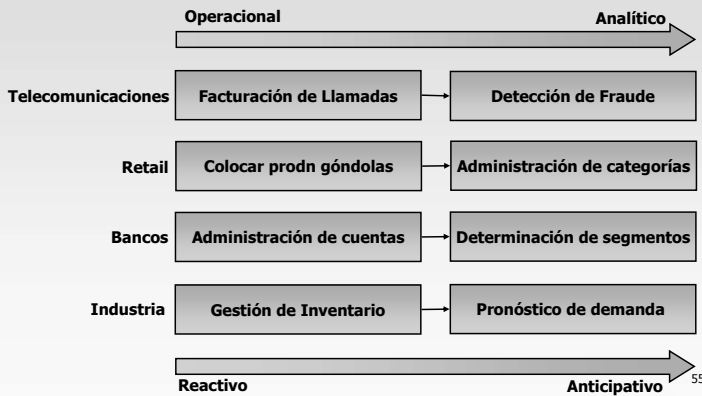 Operacional
Analítico
Telecomunicaciones
Facturación de Llamadas
Detección de Fraude
Retail
Colocar prodn góndolas
Administración de categorías
Bancos
Administración de cuentas
Determinación de segmentos
Industria
Gestión de Inventario
Pronóstico de demanda
Reactivo
Anticipativo
55